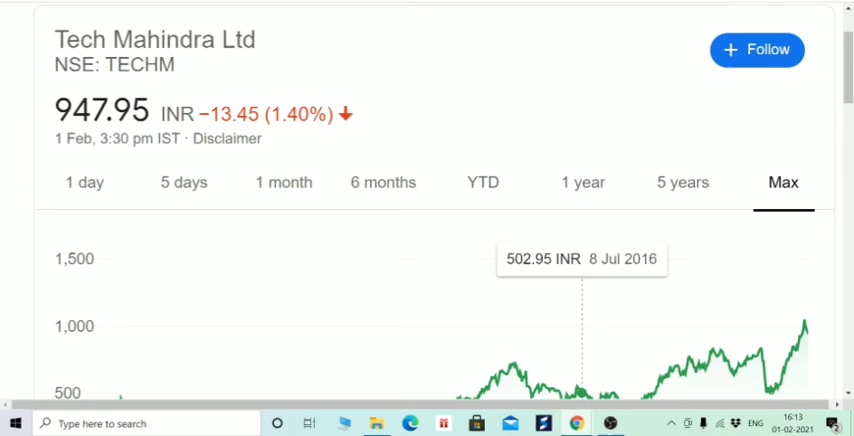 Tech Mahindra Ltd
NSE: TECHM
+ Follow
947.95 INR −13.45 (1.40%)
1 Feb, 3:30 pm IST · Disclaimer
1 day 5 days 1 month 6 months YTD 1 year 5 years Max
1,500
502.95 INR 8 Jul 2016
1,000
500
Type here to search
ENG
16:13
01-02-2021
2